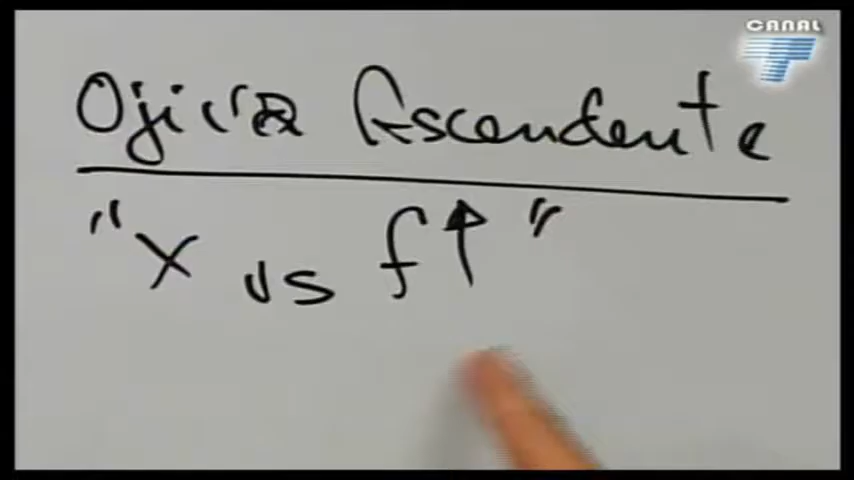 CANAL
T
Ojiva Ascendente
"x vs f↑"